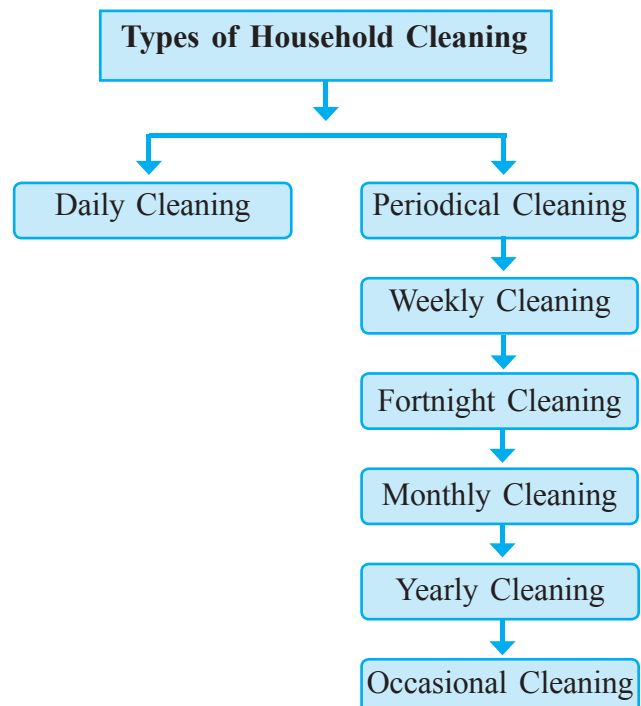 Types of Household Cleaning
Daily Cleaning
Periodical Cleaning
Weekly Cleaning
Fortnight Cleaning
Monthly Cleaning
Yearly Cleaning
Occasional Cleaning